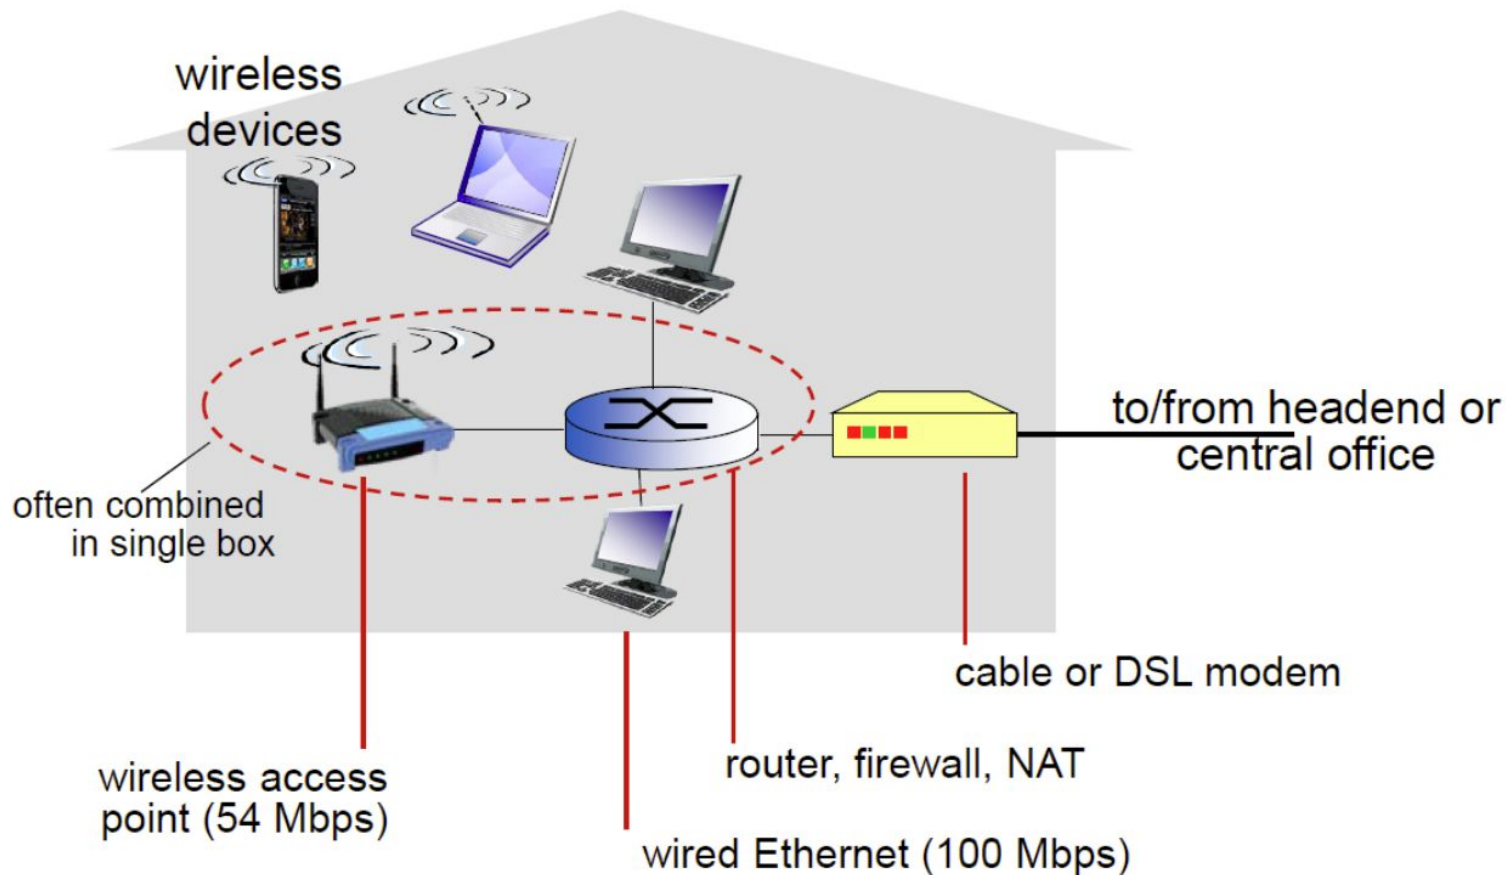 wireless
devices
to/from headend or
central office
often combined
in single box
cable or DSL modem
router, firewall, NAT
wireless access
point (54 Mbps)
wired Ethernet (100 Mbps)